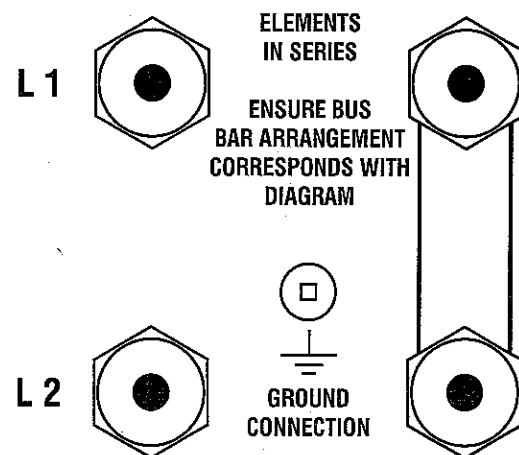 L 1
ELEMENTS
IN SERIES
ENSURE BUS
BAR ARRANGEMENT
CORRESPONDS WITH
DIAGRAM
L 2
GROUND
CONNECTION